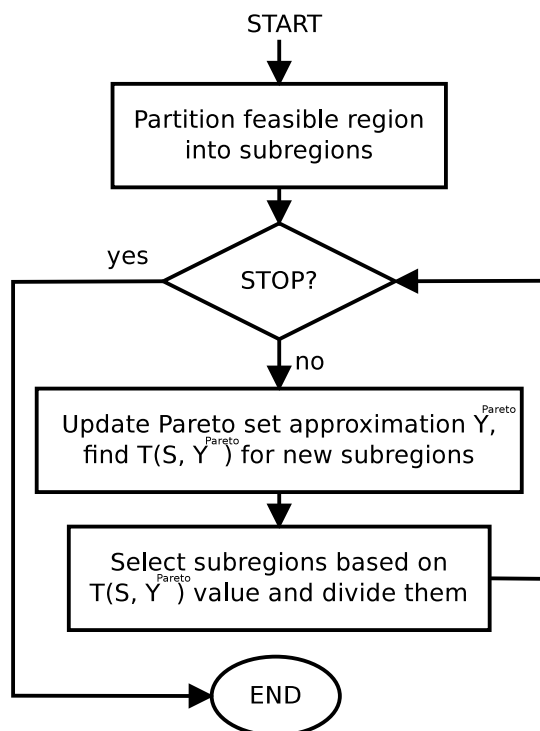 START
Partition feasible region
into subregions
yes
STOP?
no
Update Pareto set approximation Y^Pareto,
find T(S, Y^Pareto) for new subregions
Select subregions based on
T(S, Y^Pareto) value and divide them
END